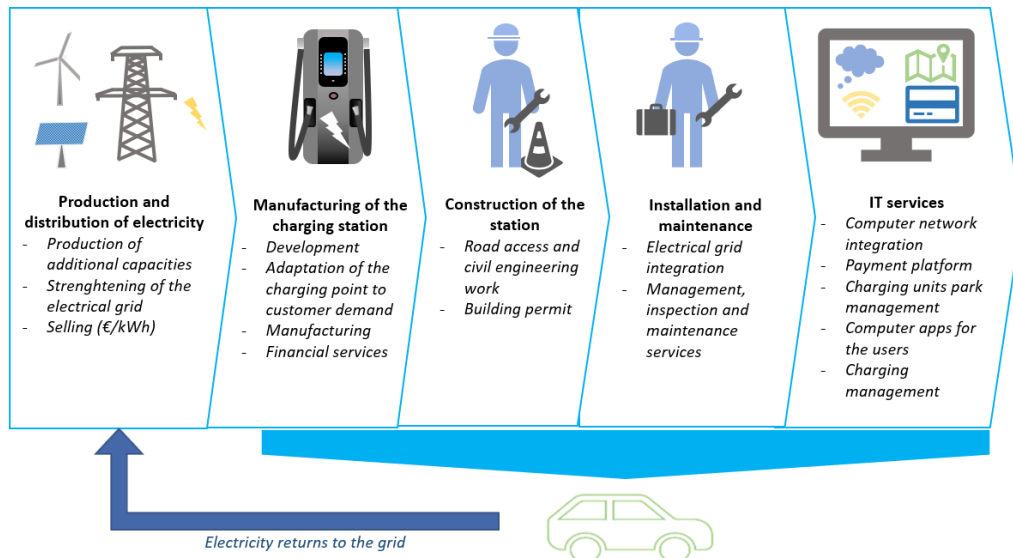 Production and
distribution of electricity
- Production of
additional capacities
- Strenghtening of the
electrical grid
- Selling (€/kWh)
Manufacturing of the
charging station
- Development
- Adaptation of the
charging point to
customer demand
- Manufacturing
- Financial services
Construction of the
station
- Road access and
civil engineering
work
- Building permit
Installation and
maintenance
- Electrical grid
integration
- Management,
inspection and
maintenance
services
IT services
- Computer network
integration
- Payment platform
- Charging units park
management
- Computer apps for
the users
- Charging
management
Electricity returns to the grid